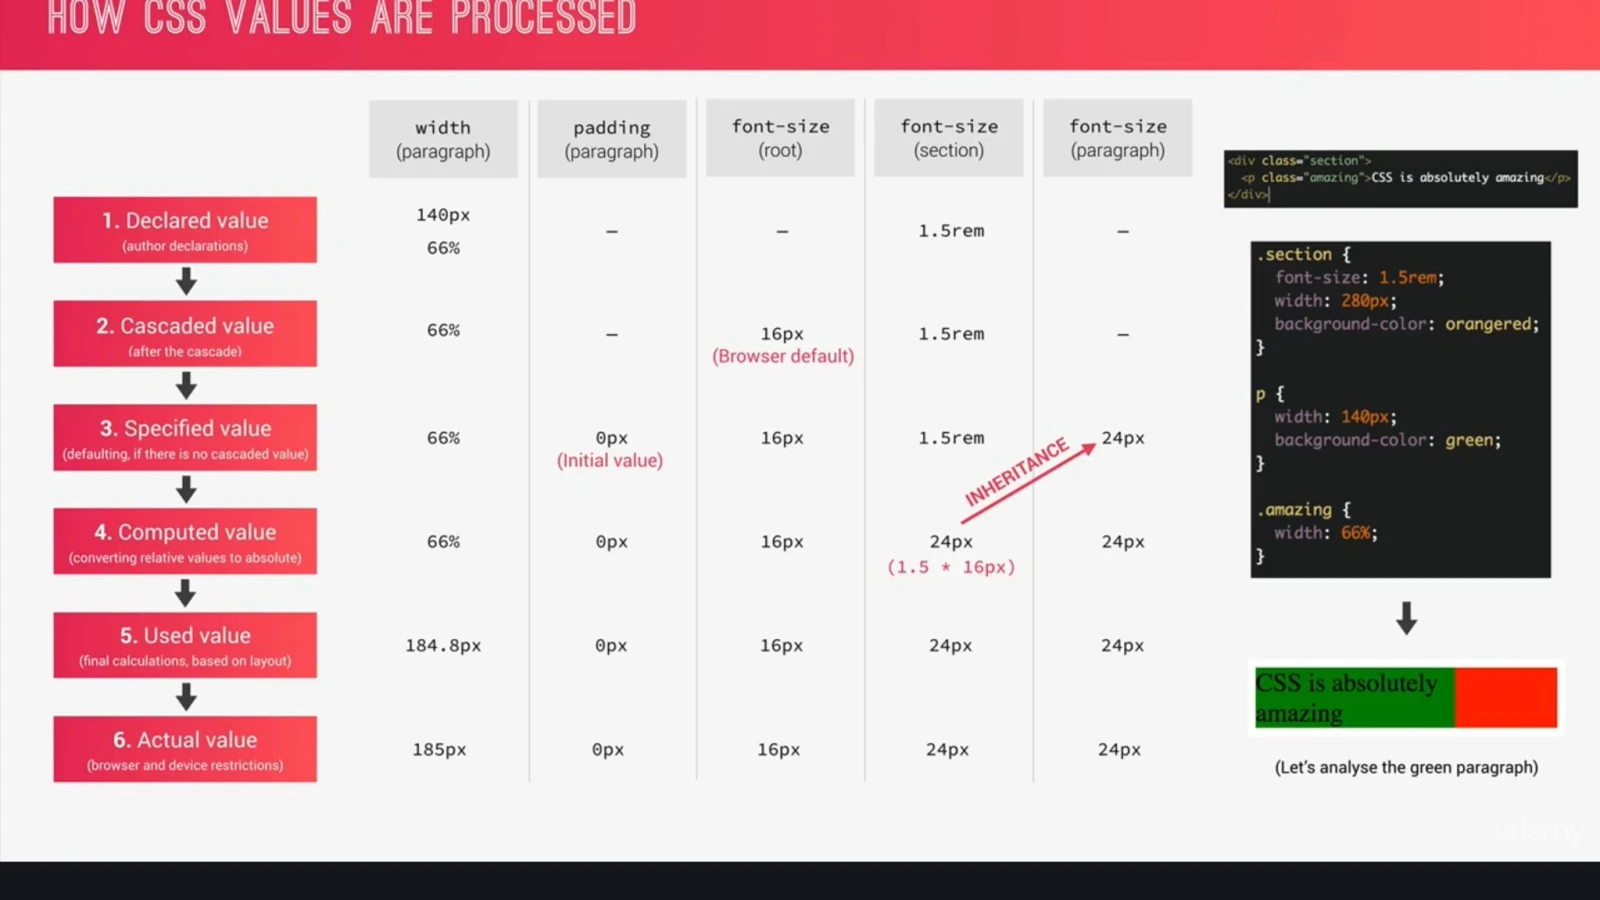 HOW CSS VALUES ARE PROCESSED
width
(paragraph)
padding
(paragraph)
font-size
(root)
font-size
(section)
font-size
(paragraph)
1. Declared value
(author declarations)
140px
66%
–
–
1.5rem
–
2. Cascaded value
(after the cascade)
66%
–
16px
(Browser default)
1.5rem
–
3. Specified value
(defaulting, if there is no cascaded value)
66%
0px
(Initial value)
16px
1.5rem
INHERITANCE
24px
4. Computed value
(converting relative values to absolute)
66%
0px
16px
24px
(1.5 * 16px)
24px
5. Used value
(final calculations, based on layout)
184.8px
0px
16px
24px
24px
6. Actual value
(browser and device restrictions)
185px
0px
16px
24px
24px
<div class="section">
<p class="amazing">CSS is absolutely amazing</p>
</div>
.section {
font-size: 1.5rem;
width: 280px;
background-color: orangered;
}
p {
width: 140px;
background-color: green;
}
.amazing {
width: 66%;
}
CSS is absolutely
amazing
(Let's analyse the green paragraph)
udemy